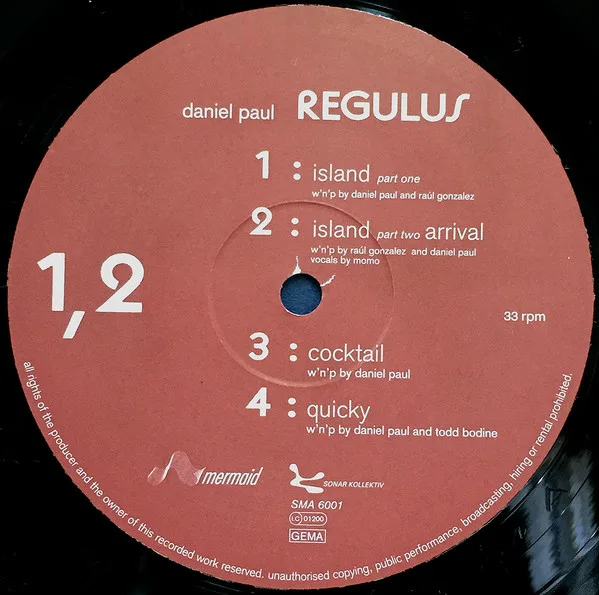 daniel paul REGULUS
1 : island part one
w'n'p by daniel paul and raúl gonzalez
2 : island part two arrival
w'n'p by raúl gonzalez and daniel paul
vocals by momo
1,2
33 rpm
3 : cocktail
w'n'p by daniel paul
4 : quicky
w'n'p by daniel paul and todd bodine
mermaid
SONAR KOLLEKTIV
SMA 6001
LC 01200
GEMA
all rights of the producer and the owner of this recorded work reserved. unauthorised copying, public performance, broadcasting, hiring or rental prohibited.